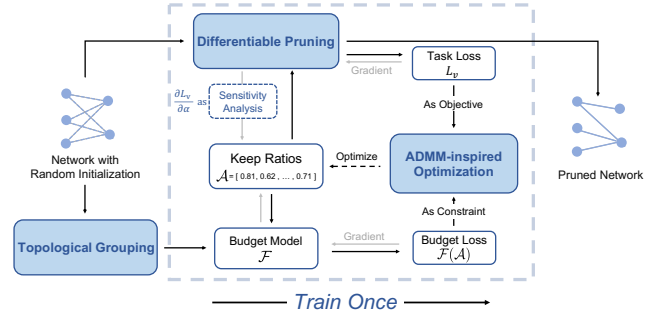 Differentiable Pruning
Gradient
Task Loss
L_v
∂L_v/∂α as
Sensitivity
Analysis
As Objective
Network with
Random Initialization
Keep Ratios
𝒜=[ 0.81, 0.62 , ... , 0.71 ]
Optimize
ADMM-inspired
Optimization
Pruned Network
As Constraint
Topological Grouping
Budget Model
ℱ
Gradient
Budget Loss
ℱ(𝒜)
Train Once